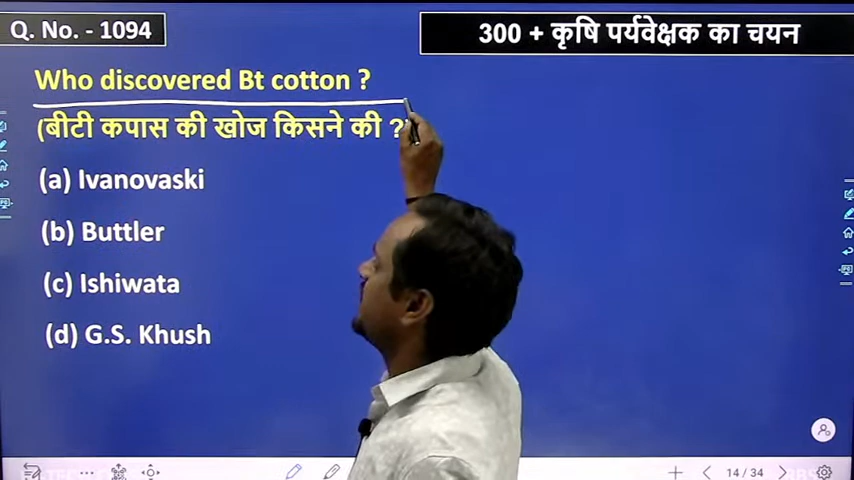 Q. No. - 1094
300 + कृषि पर्यवेक्षक का चयन
Who discovered Bt cotton ?
(बीटी कपास की खोज किसने की ?)
(a) Ivanovaski
(b) Buttler
(c) Ishiwata
(d) G.S. Khush
14 / 34